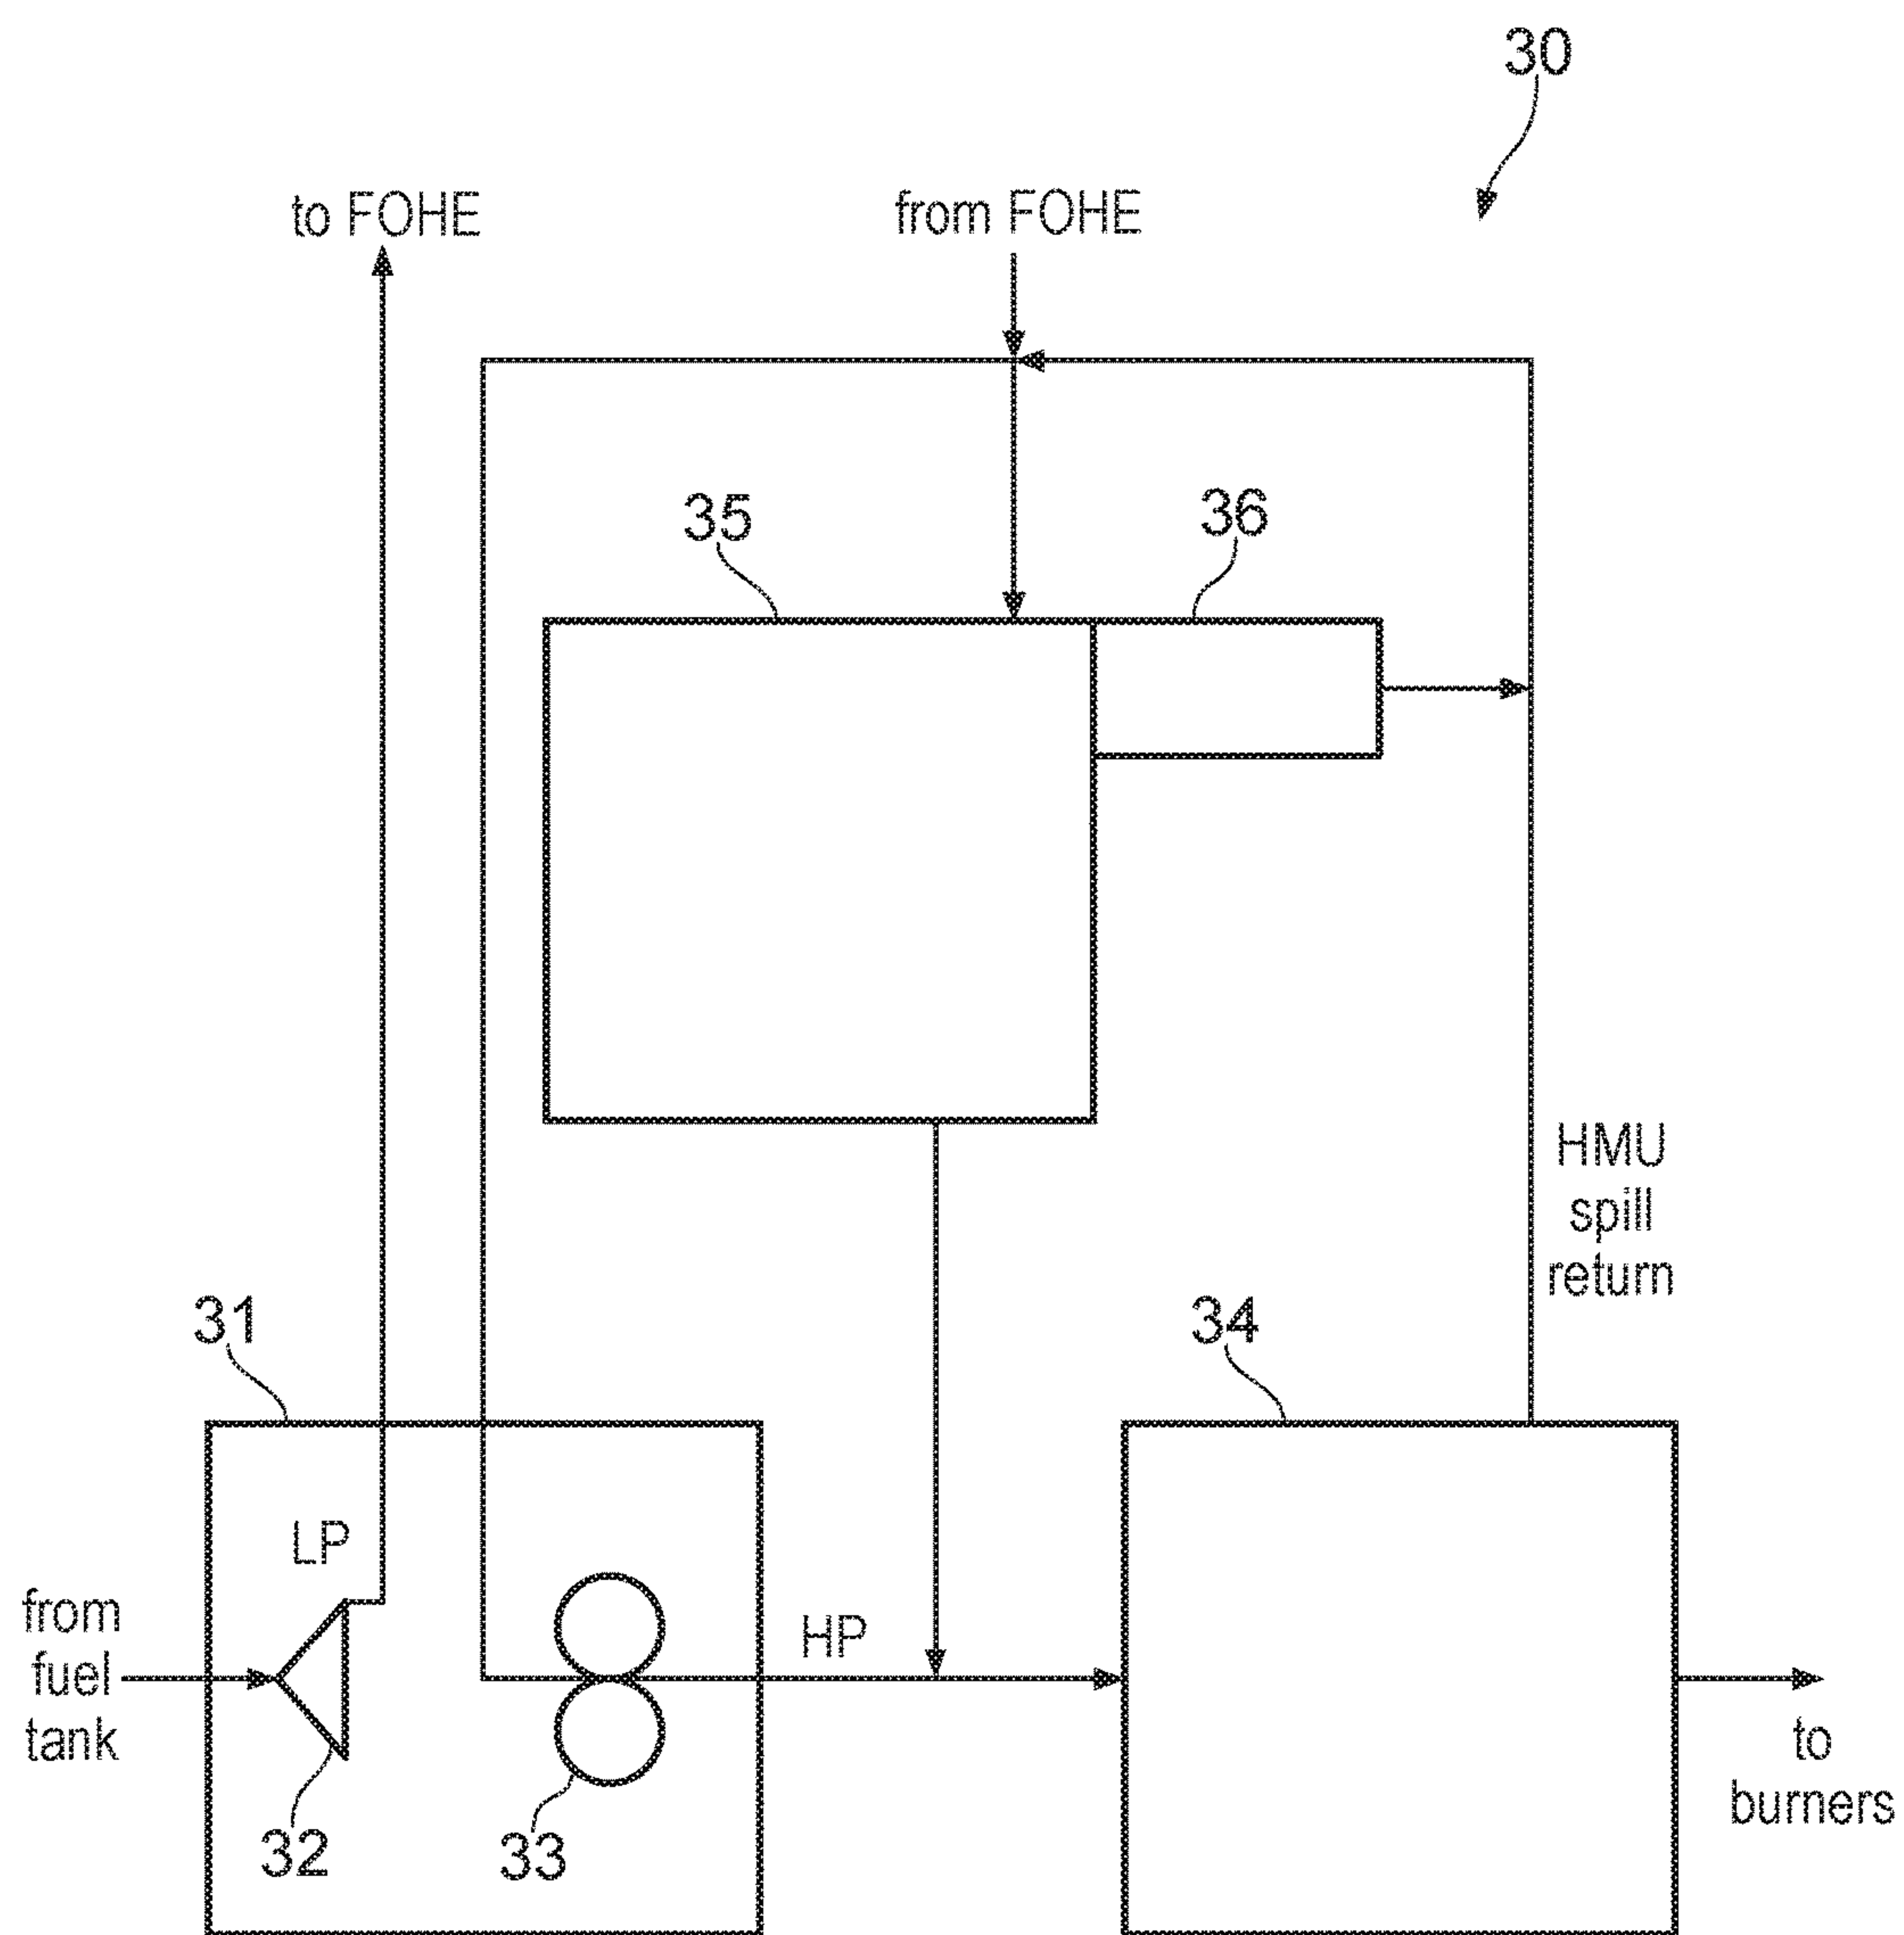 30
to FOHE
from FOHE
35
36
HMU
spill
return
31
34
LP
from
fuel
tank
HP
to
burners
32
33